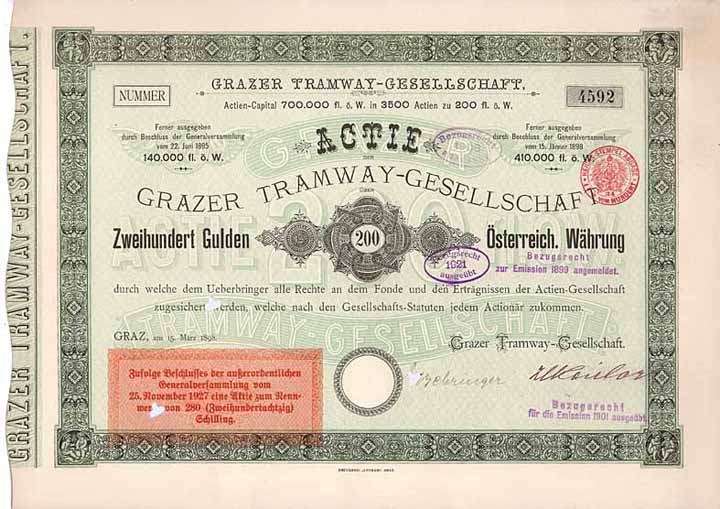 GRAZER TRAMWAY-GESELLSCHAFT.
NUMMER
GRAZER TRAMWAY-GESELLSCHAFT,
4592
Actien-Capital 700.000 fl. ö. W. in 3500 Actien zu 200 fl. ö. W.
Ferner ausgegeben
durch Beschluss der Generalversammlung
vom 22. Juni 1895
140.000 fl. ö. W.
ACTIE
DER
Bezugsrecht
Ferner ausgegeben
durch Beschluss der Generalversammlung
vom 15. Jänner 1898
410.000 fl. ö. W.
GRAZER TRAMWAY-GESELLSCHAFT
ÜBER
Zweihundert Gulden
200
Österreich. Währung
Bezugsrecht
1921
ausgeübt
Bezugsrecht
zur Emission 1899 angemeldet.
durch welche dem Ueberbringer alle Rechte an dem Fonde und den Erträgnissen der Actien-Gesellschaft
zugesichert werden, welche nach den Gesellschafts-Statuten jedem Actionär zukommen.
TRAMWAY GESELLSCHAFT
GRAZ, am 15. März 1898.
Grazer Tramway-Gesellschaft.
Zufolge Beschlusses der außerordentlichen
Generalversammlung vom
25. November 1927 eine Aktie zum Nenn-
werte von 280 (Zweihundertachtzig)
Schilling.
Bezugsrecht
für die Emission 1901 ausgeübt